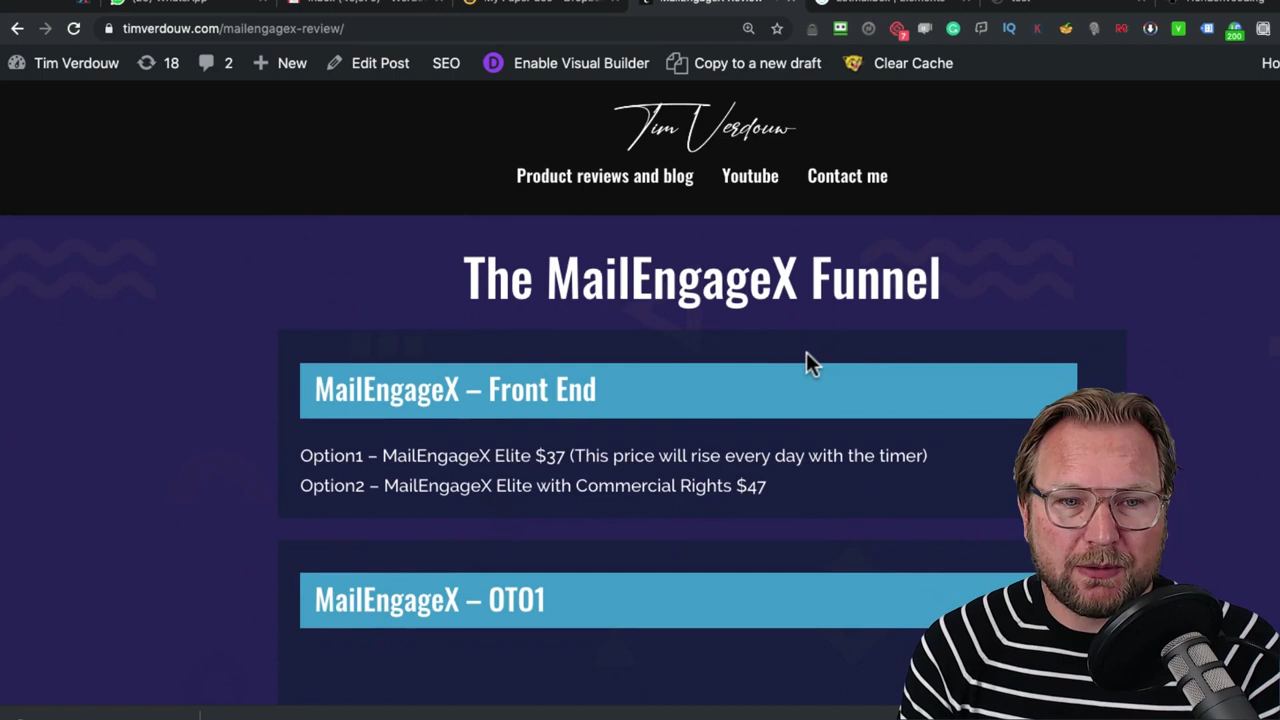 timverdouw.com/mailengagex-review/
7
200
Tim Verdouw
18
2
New
Edit Post
SEO
D
Enable Visual Builder
Copy to a new draft
Clear Cache
Ho
Tim Verdouw
Product reviews and blog
Youtube
Contact me
The MailEngageX Funnel
MailEngageX – Front End
Option1 – MailEngageX Elite $37 (This price will rise every day with the timer)
Option2 – MailEngageX Elite with Commercial Rights $47
MailEngageX – OTO1